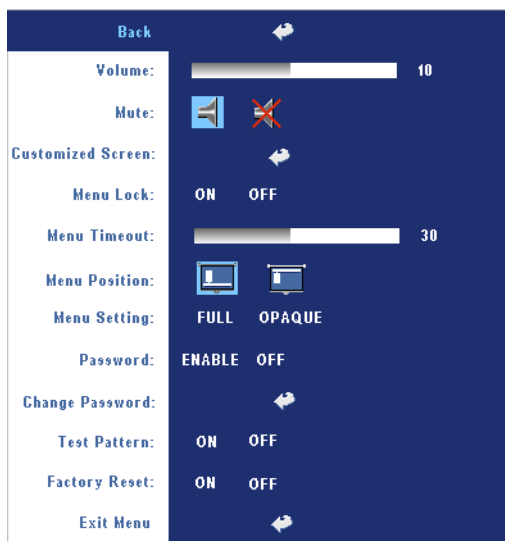 Back
Volume: 10
Mute:
Customized Screen:
Menu Lock: ON OFF
Menu Timeout: 30
Menu Position:
Menu Setting: FULL OPAQUE
Password: ENABLE OFF
Change Password:
Test Pattern: ON OFF
Factory Reset: ON OFF
Exit Menu